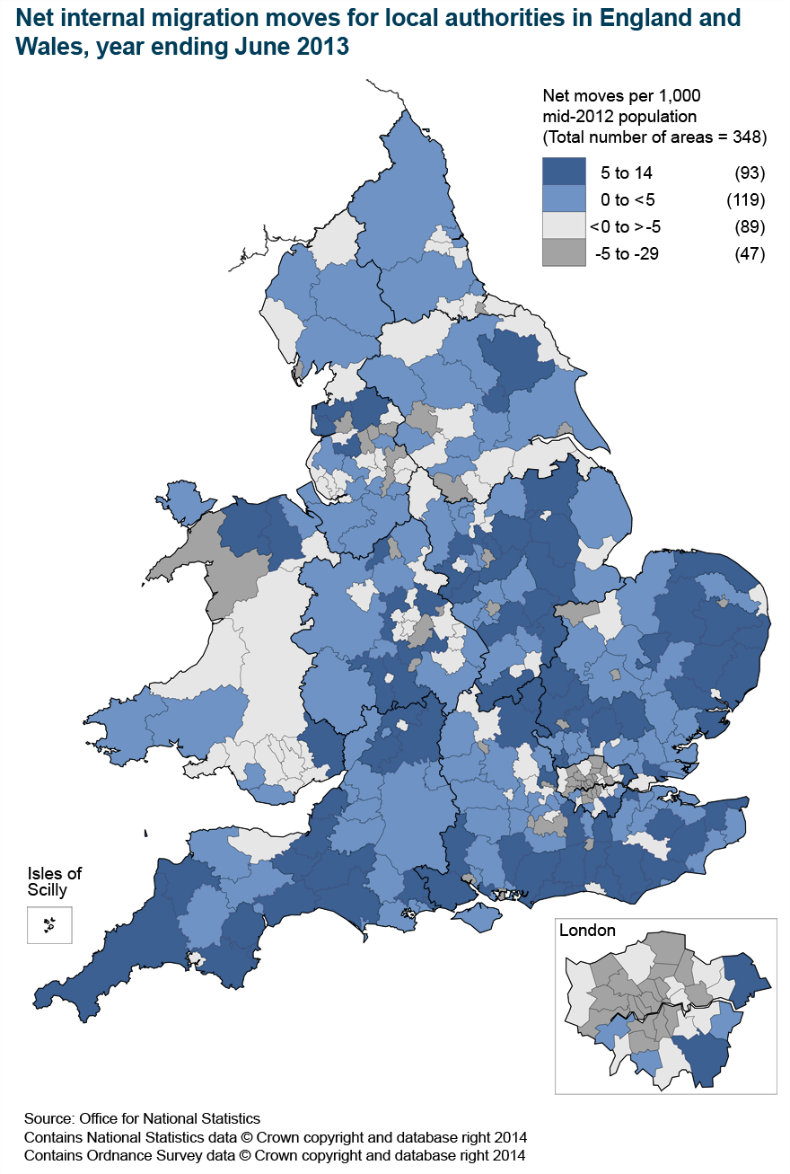 Net internal migration moves for local authorities in England and
Wales, year ending June 2013
Net moves per 1,000
mid-2012 population
(Total number of areas = 348)
5 to 14 (93)
0 to <5 (119)
<0 to >-5 (89)
-5 to -29 (47)
Isles of
Scilly
London
Source: Office for National Statistics
Contains National Statistics data © Crown copyright and database right 2014
Contains Ordnance Survey data © Crown copyright and database right 2014